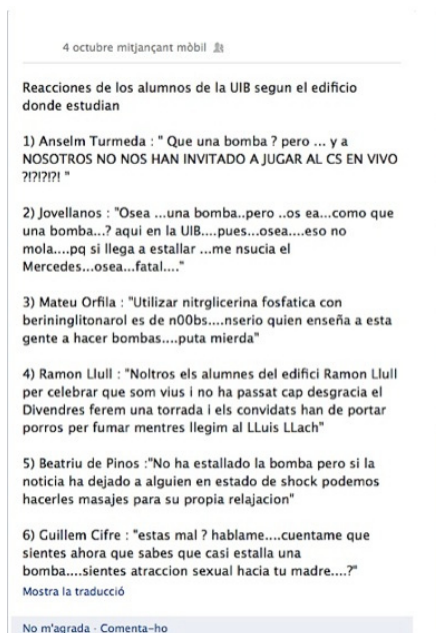 4 octubre mitjançant mòbil
Reacciones de los alumnos de la UIB segun el edificio
donde estudian
1) Anselm Turmeda : " Que una bomba ? pero ... y a
NOSOTROS NO NOS HAN INVITADO A JUGAR AL CS EN VIVO
?!?!?!?! "
2) Jovellanos : "Osea ...una bomba..pero ..os ea...como que
una bomba...? aqui en la UIB....pues...osea....eso no
mola....pq si llega a estallar ...me nsucia el
Mercedes...osea...fatal...."
3) Mateu Orfila : "Utilizar nitrglicerina fosfatica con
berininglitonarol es de n00bs....nserio quien enseña a esta
gente a hacer bombas....puta mierda"
4) Ramon Llull : "Noltros els alumnes del edifici Ramon Llull
per celebrar que som vius i no ha passat cap desgracia el
Divendres ferem una torrada i els convidats han de portar
porros per fumar mentres llegim al LLuis LLach"
5) Beatriu de Pinos :"No ha estallado la bomba pero si la
noticia ha dejado a alguien en estado de shock podemos
hacerles masajes para su propia relajacion"
6) Guillem Cifre : "estas mal ? hablame....cuentame que
sientes ahora que sabes que casi estalla una
bomba....sientes atraccion sexual hacia tu madre....?"
Mostra la traducció
No m'agrada · Comenta-ho